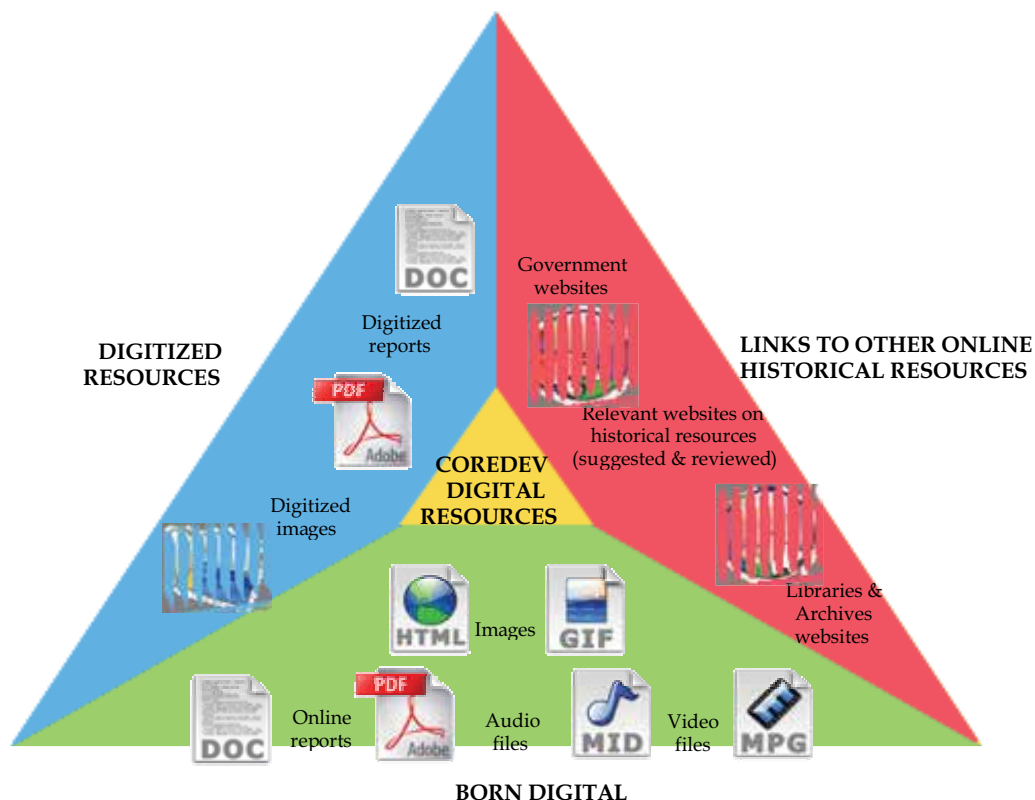 DOC
Government
websites
Digitized
reports
DIGITIZED
RESOURCES
LINKS TO OTHER ONLINE
HISTORICAL RESOURCES
PDF
Adobe
Relevant websites on
historical resources
(suggested & reviewed)
COREDEV
DIGITAL
RESOURCES
Digitized
images
Libraries &
Archives
websites
HTML
Images
GIF
DOC
Online
reports
PDF
Adobe
Audio
files
MID
Video
files
MPG
BORN DIGITAL